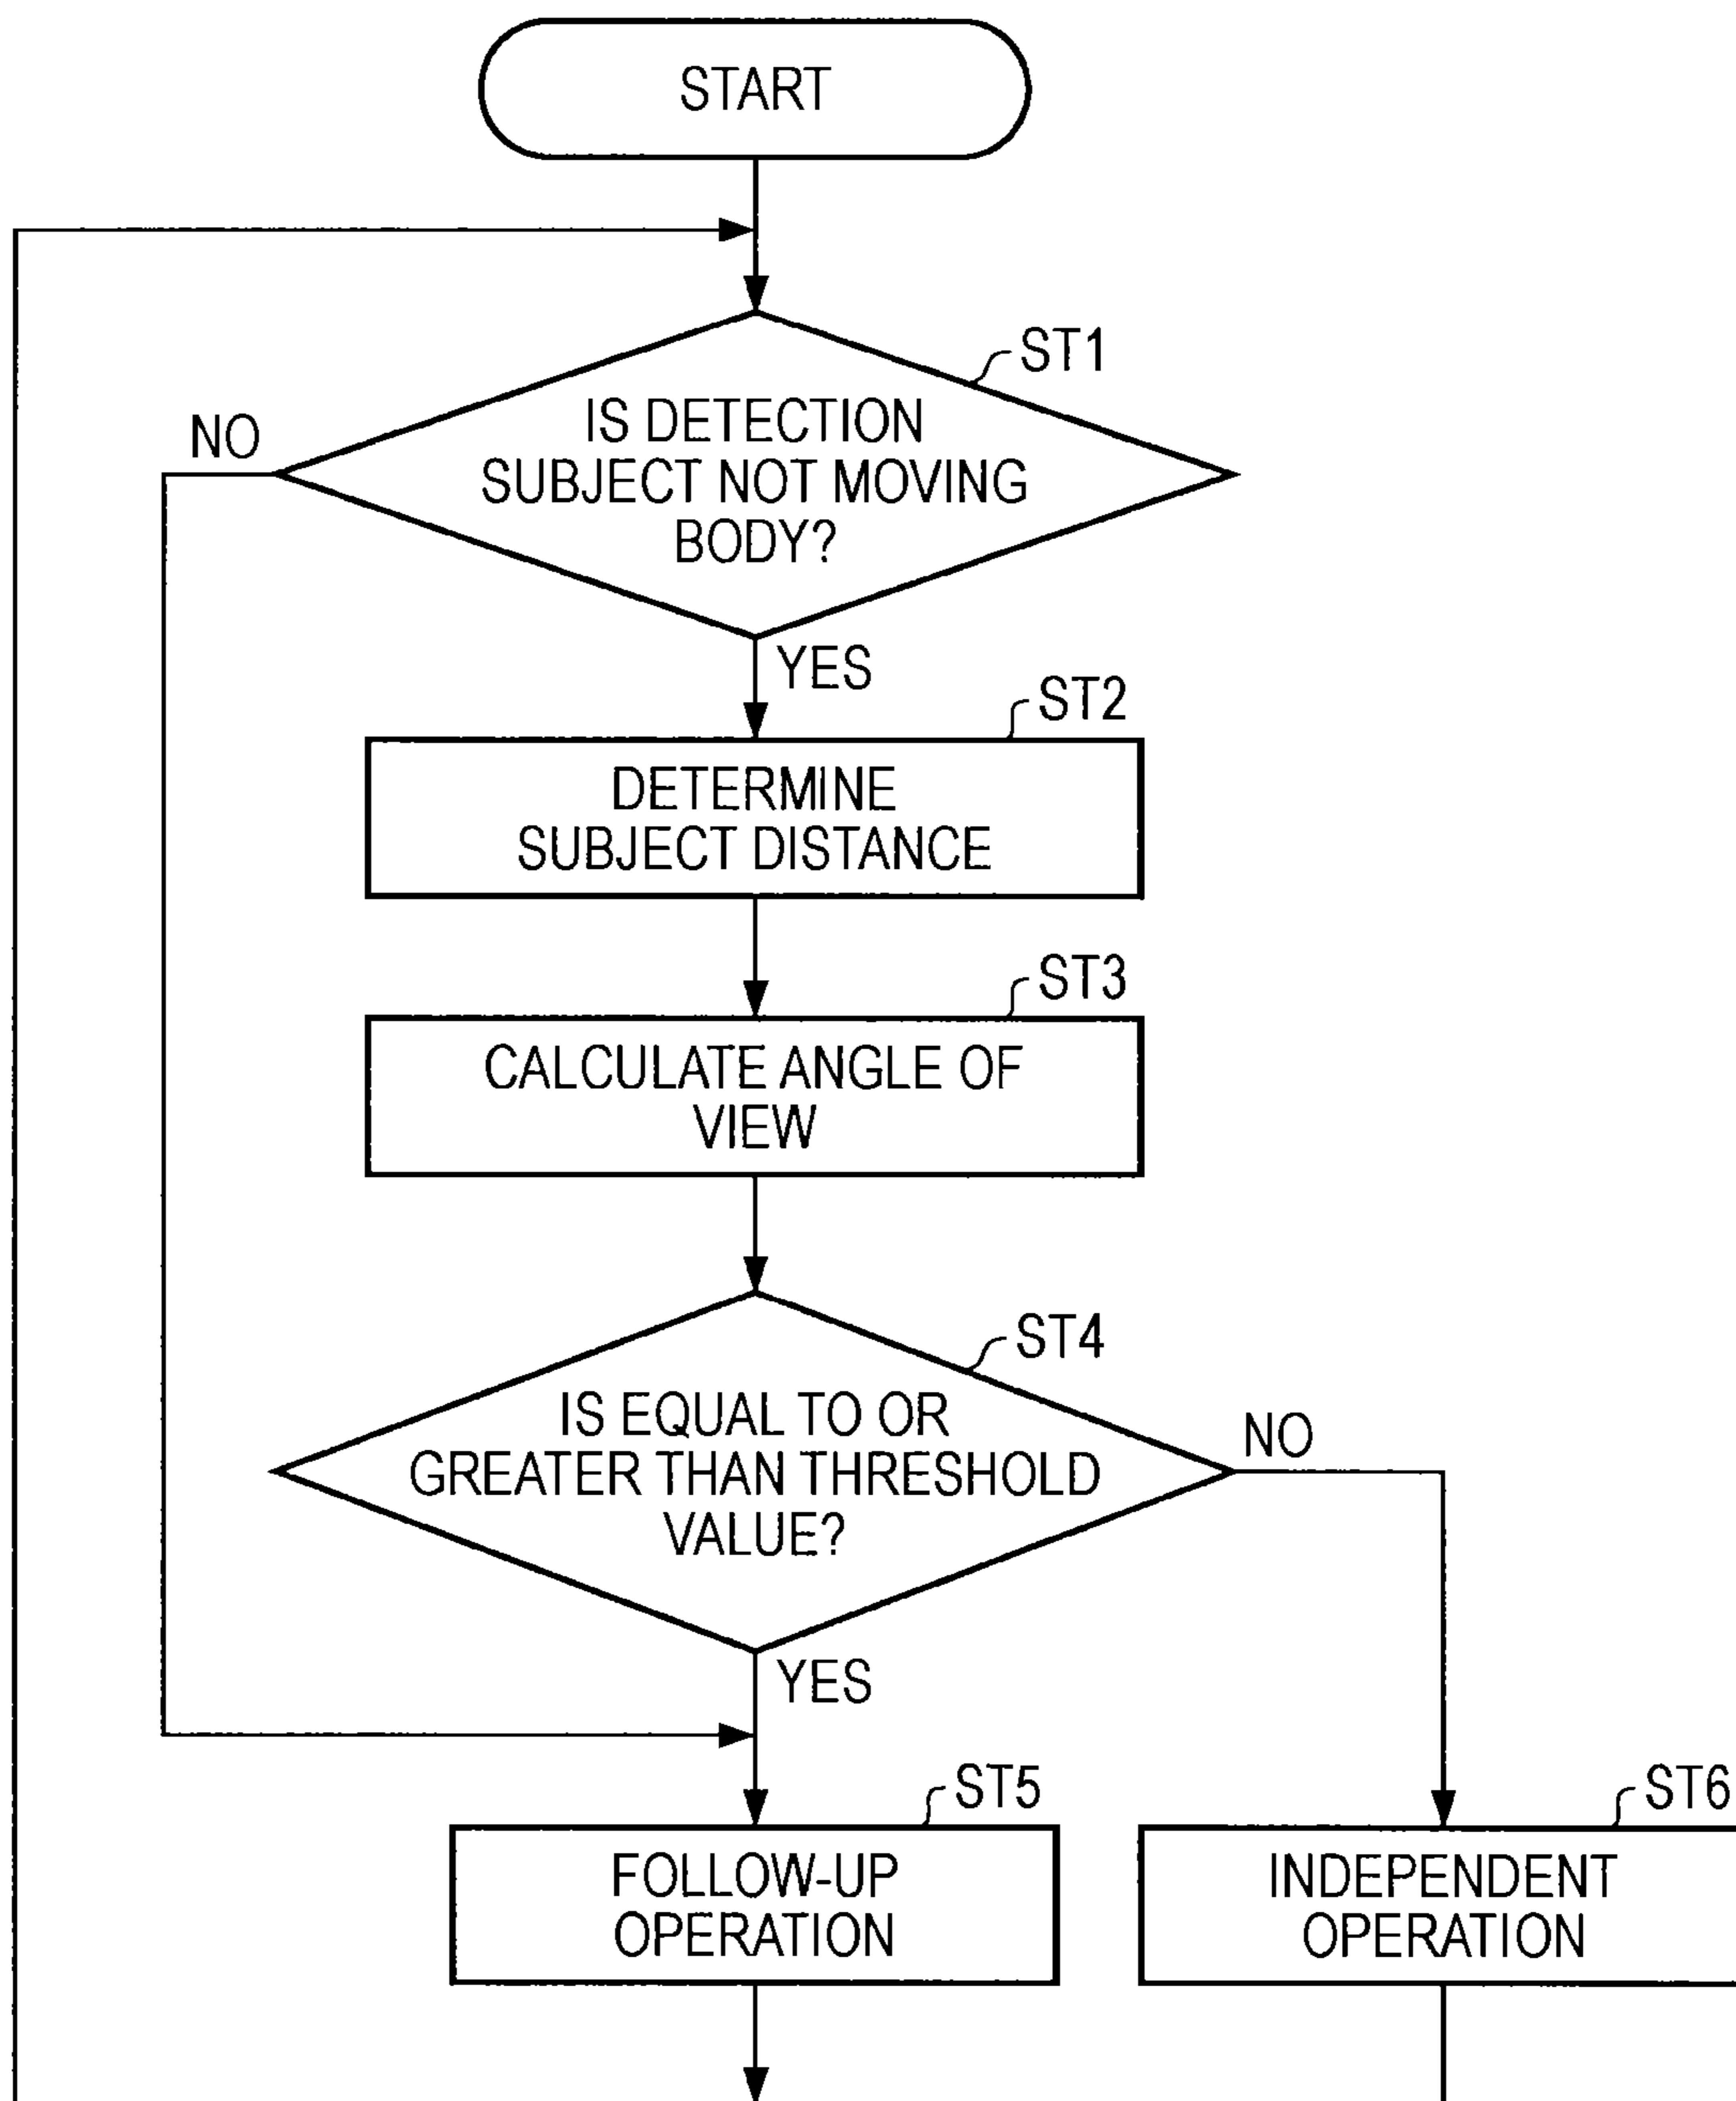 START
ST1
IS DETECTION
SUBJECT NOT MOVING
BODY?
NO
YES
ST2
DETERMINE
SUBJECT DISTANCE
ST3
CALCULATE ANGLE OF
VIEW
ST4
IS EQUAL TO OR
GREATER THAN THRESHOLD
VALUE?
NO
YES
ST5
FOLLOW-UP
OPERATION
ST6
INDEPENDENT
OPERATION